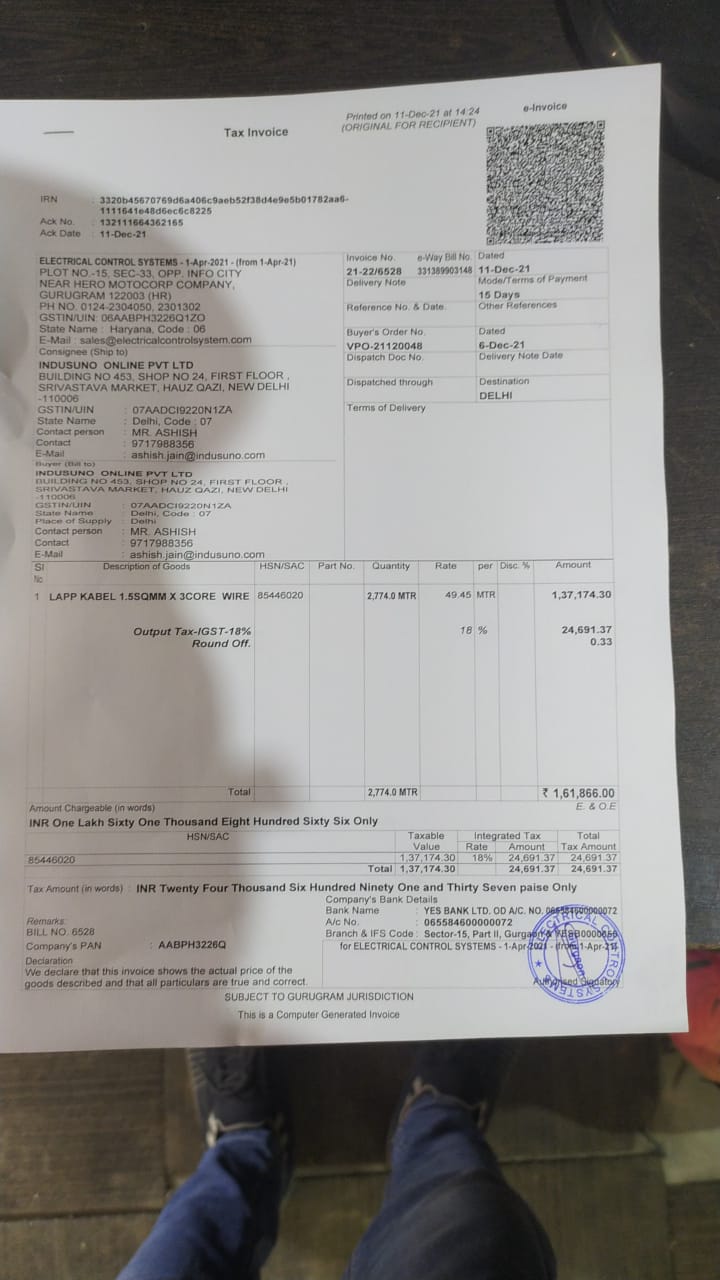 Printed on 11-Dec-21 at 14:24
e-Invoice
Tax Invoice
(ORIGINAL FOR RECIPIENT)
IRN : 3320b45670769d6a406c9aeb52f38d4e9e5b01782aa6-
1111641e48d6ec6c8225
Ack No. : 132111664362165
Ack Date : 11-Dec-21
ELECTRICAL CONTROL SYSTEMS - 1-Apr-2021 - (from 1-Apr-21)
PLOT NO.-15, SEC-33, OPP. INFO CITY
NEAR HERO MOTOCORP COMPANY,
GURUGRAM 122003 (HR)
PH NO. 0124-2304050, 2301302
GSTIN/UIN: 06AABPH3226Q1ZO
State Name : Haryana, Code : 06
E-Mail : sales@electricalcontrolsystem.com
Invoice No. e-Way Bill No. Dated
21-22/6528 331389903148 11-Dec-21
Delivery Note Mode/Terms of Payment
15 Days
Reference No. & Date. Other References
Buyer's Order No. Dated
VPO-21120048 6-Dec-21
Dispatch Doc No. Delivery Note Date
Dispatched through Destination
DELHI
Terms of Delivery
Consignee (Ship to)
INDUSUNO ONLINE PVT LTD
BUILDING NO 453, SHOP NO 24, FIRST FLOOR ,
SRIVASTAVA MARKET, HAUZ QAZI, NEW DELHI
-110006
GSTIN/UIN : 07AADCI9220N1ZA
State Name : Delhi, Code : 07
Contact person : MR. ASHISH
Contact : 9717988356
E-Mail : ashish.jain@indusuno.com
Buyer (Bill to)
INDUSUNO ONLINE PVT LTD
BUILDING NO 453, SHOP NO 24, FIRST FLOOR ,
SRIVASTAVA MARKET, HAUZ QAZI, NEW DELHI
-110006
GSTIN/UIN : 07AADCI9220N1ZA
State Name : Delhi, Code : 07
Place of Supply : Delhi
Contact person : MR. ASHISH
Contact : 9717988356
E-Mail : ashish.jain@indusuno.com
Sl No Description of Goods HSN/SAC Part No. Quantity Rate per Disc. % Amount
1 LAPP KABEL 1.5SQMM X 3CORE WIRE 85446020 2,774.0 MTR 49.45 MTR 1,37,174.30
Output Tax-IGST-18% 18 % 24,691.37
Round Off. 0.33
Total 2,774.0 MTR ₹ 1,61,866.00
Amount Chargeable (in words) E. & O.E
INR One Lakh Sixty One Thousand Eight Hundred Sixty Six Only
HSN/SAC Taxable Value Integrated Tax Rate Amount Total Tax Amount
85446020 1,37,174.30 18% 24,691.37 24,691.37
Total 1,37,174.30 24,691.37 24,691.37
Tax Amount (in words) : INR Twenty Four Thousand Six Hundred Ninety One and Thirty Seven paise Only
Company's Bank Details
Bank Name : YES BANK LTD. OD A/C. NO. 065584600000072
A/c No. : 065584600000072
Branch & IFS Code : Sector-15, Part II, Gurgaon &
Remarks:
BILL NO. 6528
Company's PAN : AABPH3226Q
for ELECTRICAL CONTROL SYSTEMS - 1-Apr-2021 - (from 1-Apr-21)
Declaration
We declare that this invoice shows the actual price of the
goods described and that all particulars are true and correct.
Authorised Signatory
ELECTRICAL CONTROL SYSTEMS
SUBJECT TO GURUGRAM JURISDICTION
This is a Computer Generated Invoice